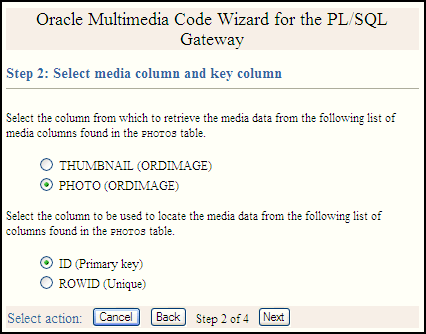 Oracle Multimedia Code Wizard for the PL/SQL
Gateway
Step 2: Select media column and key column
Select the column from which to retrieve the media data from the following list of
media columns found in the PHOTOS table.
THUMBNAIL (ORDIMAGE)
PHOTO (ORDIMAGE)
Select the column to be used to locate the media data from the following list of
columns found in the PHOTOS table.
ID (Primary key)
ROWID (Unique)
Select action: Cancel Back Step 2 of 4 Next